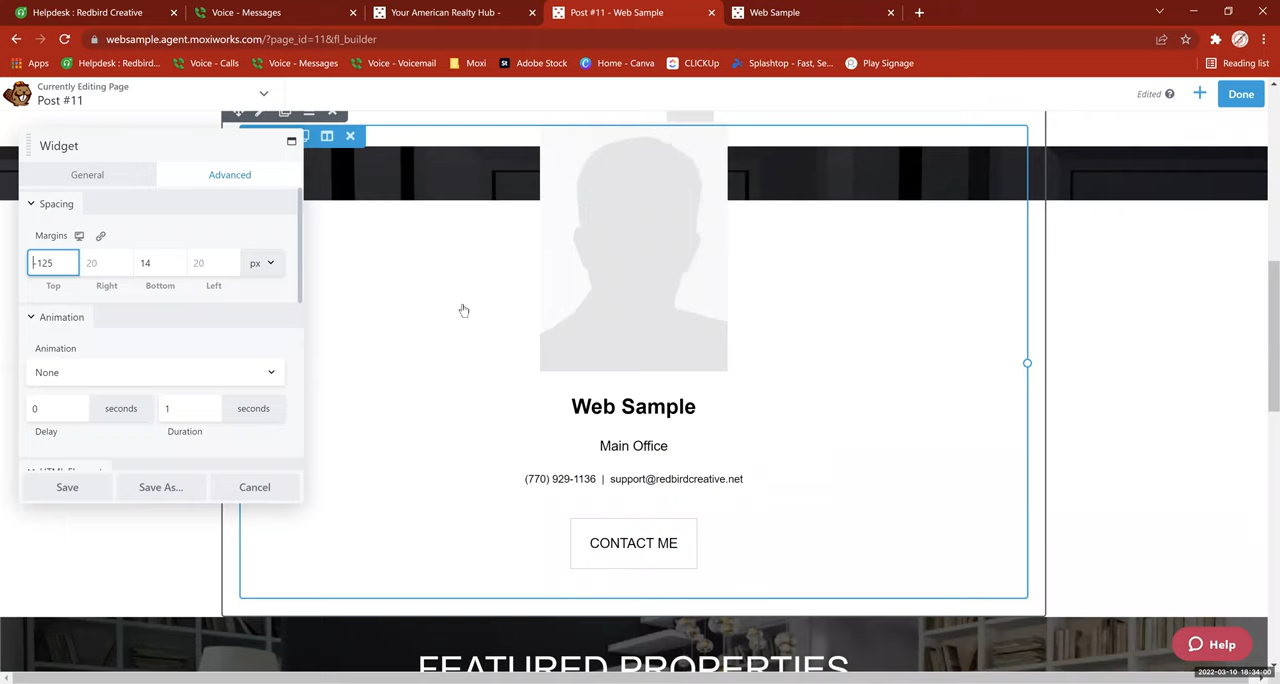 Helpdesk : Redbird Creative
Voice - Messages
Your American Realty Hub -
Post #11 - Web Sample
Web Sample
websample.agent.moxiworks.com/?page_id=11&fl_builder
Apps
Helpdesk : Redbird...
Voice - Calls
Voice - Messages
Voice - Voicemail
Moxi
Adobe Stock
Home - Canva
CLICKUp
Splashtop - Fast, Se...
Play Signage
Reading list
Currently Editing Page
Post #11
Edited
Done
Widget
General
Advanced
Spacing
Margins
-125
20
14
20
px
Top
Right
Bottom
Left
Animation
Animation
None
0
seconds
1
seconds
Delay
Duration
HTML Element
Save
Save As...
Cancel
Web Sample
Main Office
(770) 929-1136 | support@redbirdcreative.net
CONTACT ME
FEATURED PROPERTIES
Help
2022-03-10 18:34:00